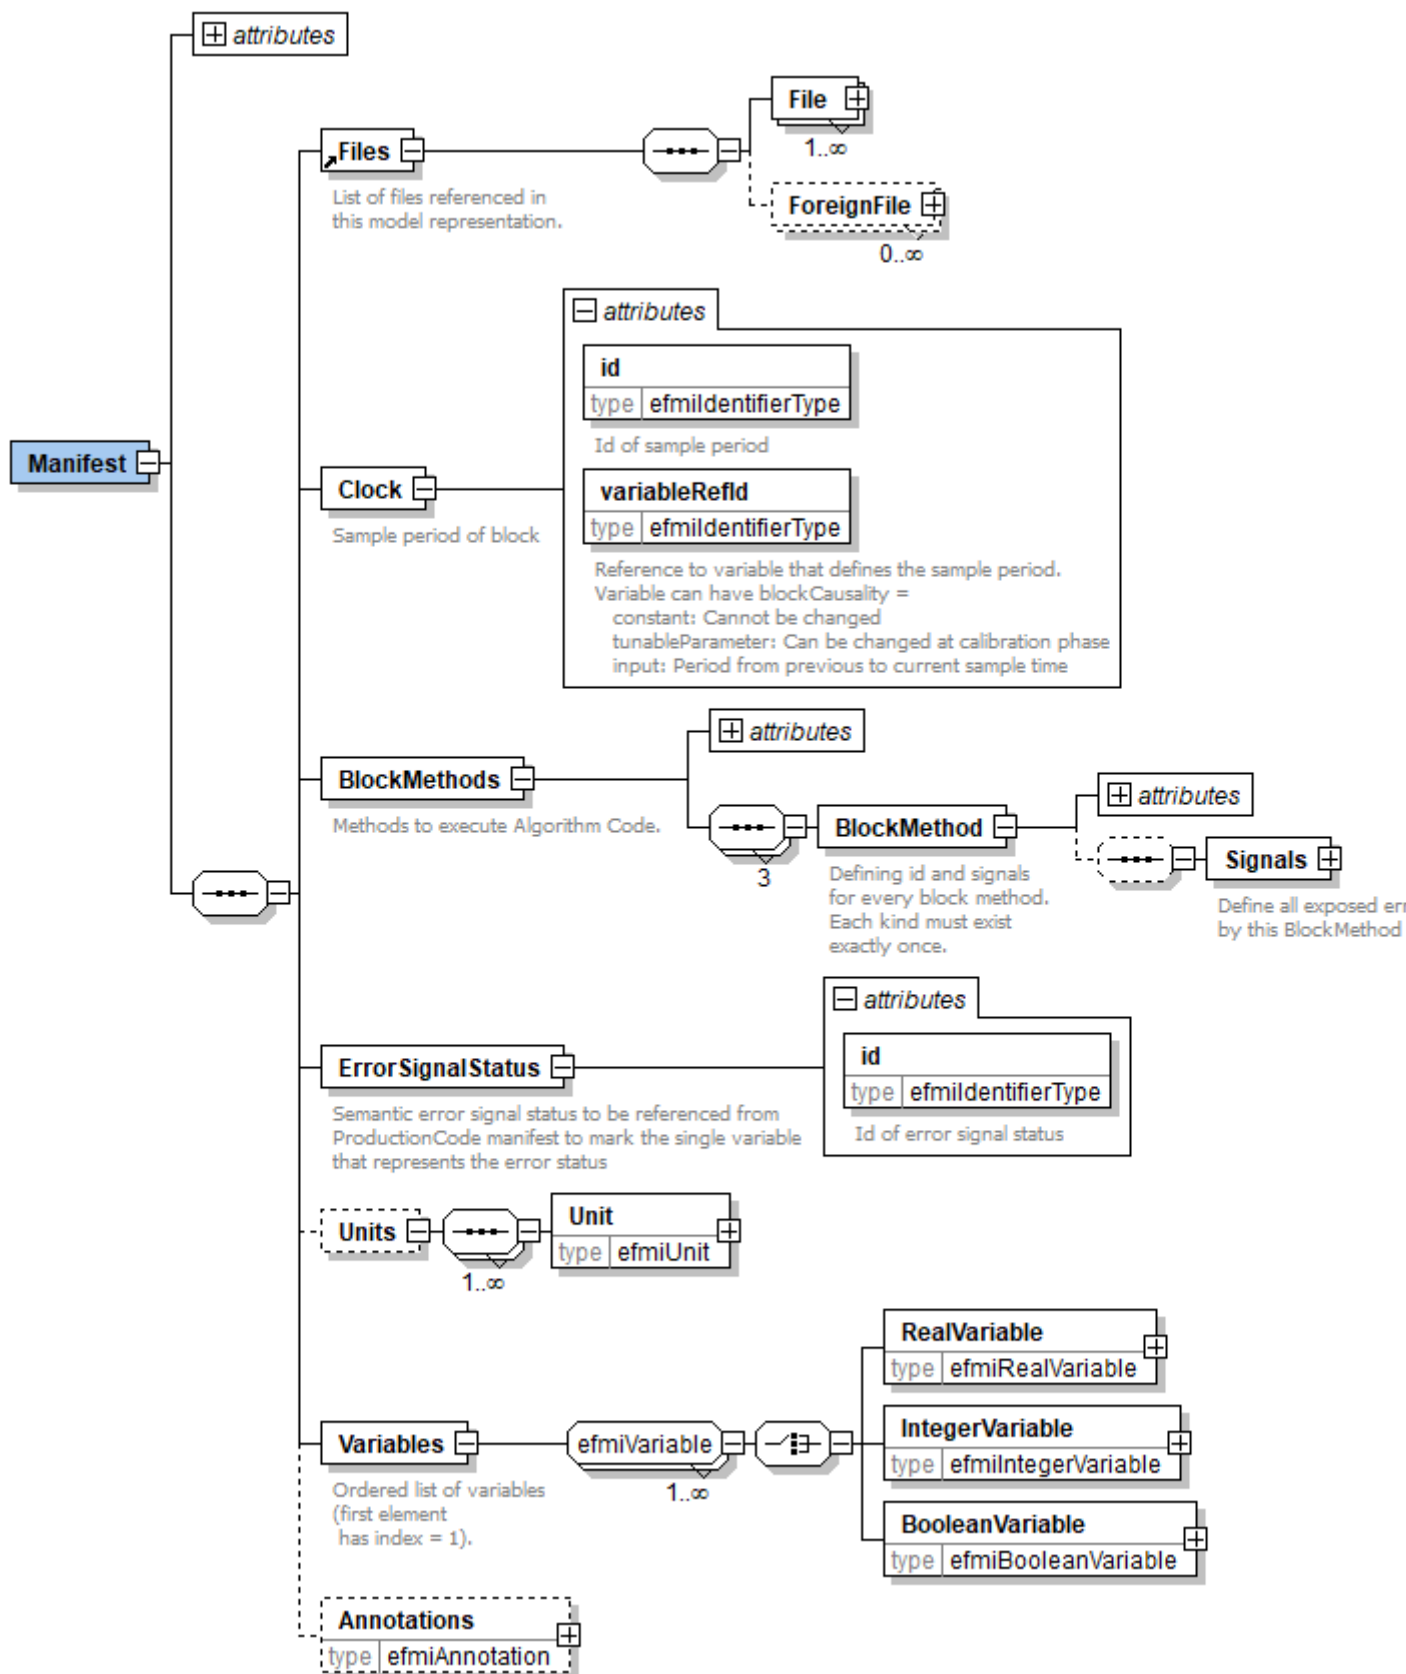 attributes
File
1..∞
Files
List of files referenced in
this model representation.
ForeignFile
0..∞
attributes
id
type efmiIdentifierType
Id of sample period
Manifest
Clock
Sample period of block
variableRefId
type efmiIdentifierType
Reference to variable that defines the sample period.
Variable can have blockCausality =
constant: Cannot be changed
tunableParameter: Can be changed at calibration phase
input: Period from previous to current sample time
attributes
BlockMethods
Methods to execute Algorithm Code.
3
BlockMethod
Defining id and signals
for every block method.
Each kind must exist
exactly once.
attributes
Signals
Define all exposed
by this BlockMethod
attributes
id
type efmiIdentifierType
Id of error signal status
ErrorSignalStatus
Semantic error signal status to be referenced from
ProductionCode manifest to mark the single variable
that represents the error status
Units
1..∞
Unit
type efmiUnit
Variables
Ordered list of variables
(first element
has index = 1).
efmiVariable
1..∞
RealVariable
type efmiRealVariable
IntegerVariable
type efmiIntegerVariable
BooleanVariable
type efmiBooleanVariable
Annotations
type efmiAnnotation